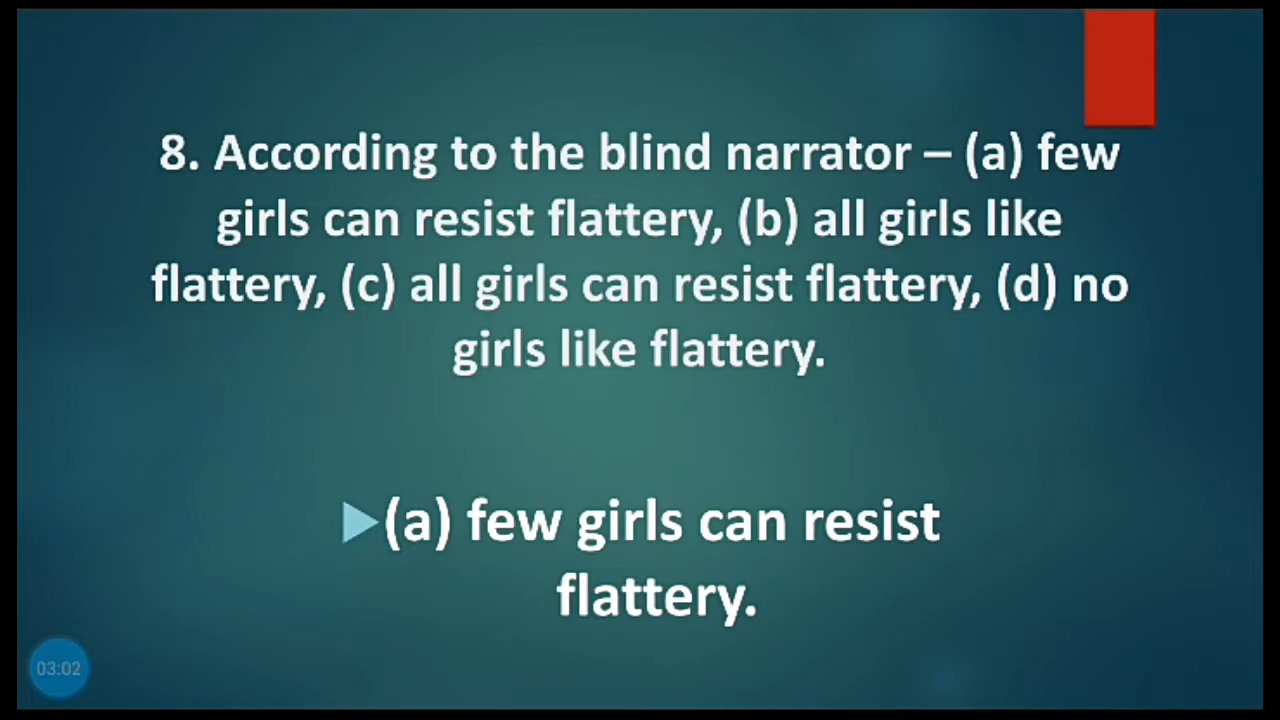 8. According to the blind narrator – (a) few
girls can resist flattery, (b) all girls like
flattery, (c) all girls can resist flattery, (d) no
girls like flattery.
(a) few girls can resist
flattery.
03:02